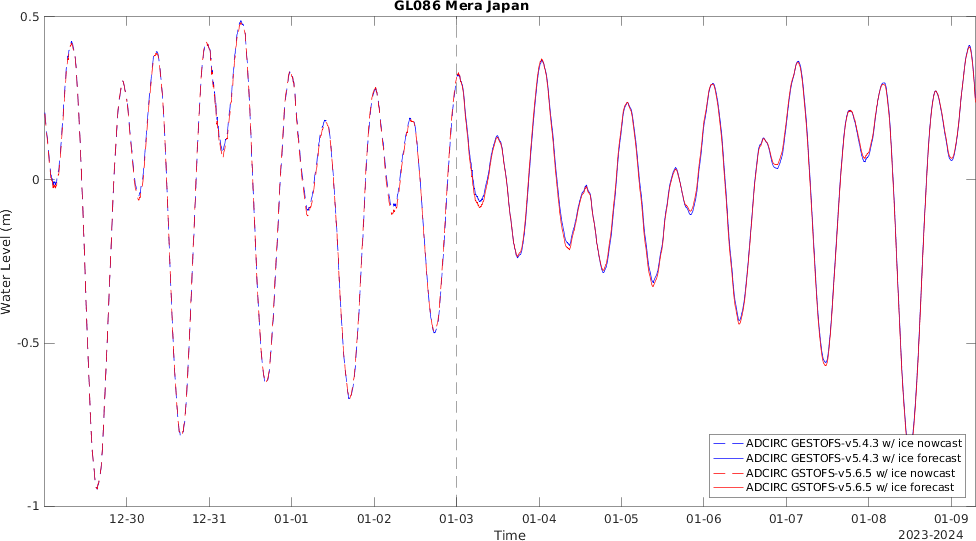 GL086 Mera Japan
0.5
0
-0.5
-1
Water Level (m)
ADCIRC GESTOFS-v5.4.3 w/ ice nowcast
ADCIRC GESTOFS-v5.4.3 w/ ice forecast
ADCIRC GSTOFS-v5.6.5 w/ ice nowcast
ADCIRC GSTOFS-v5.6.5 w/ ice forecast
12-30 12-31 01-01 01-02 01-03 01-04 01-05 01-06 01-07 01-08 01-09
Time
2023-2024